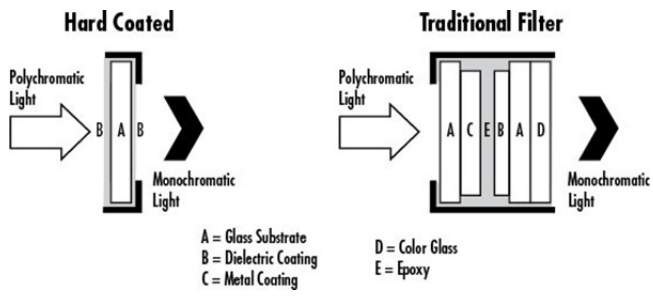 Hard Coated
Traditional Filter
Polychromatic
Light
B A B
Monochromatic
Light
Polychromatic
Light
A C E B A D
Monochromatic
Light
A = Glass Substrate
B = Dielectric Coating
C = Metal Coating
D = Color Glass
E = Epoxy